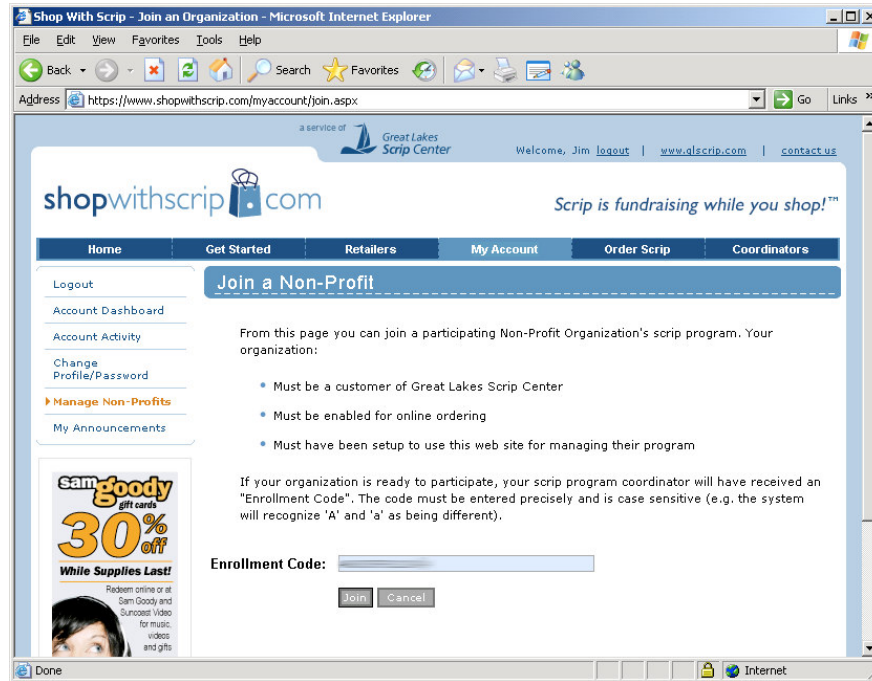 Shop With Scrip - Join an Organization - Microsoft Internet Explorer
File Edit View Favorites Tools Help
Back Search Favorites
Address https://www.shopwithscrip.com/myaccount/join.aspx Go Links »
a service of Great Lakes
Scrip Center
Welcome, Jim logout | www.glscrip.com | contact us
shopwithscrip.com
Scrip is fundraising while you shop!™
Home Get Started Retailers My Account Order Scrip Coordinators
Logout
Account Dashboard
Account Activity
Change
Profile/Password
Manage Non-Profits
My Announcements
Join a Non-Profit
From this page you can join a participating Non-Profit Organization's scrip program. Your
organization:
• Must be a customer of Great Lakes Scrip Center
• Must be enabled for online ordering
• Must have been setup to use this web site for managing their program
If your organization is ready to participate, your scrip program coordinator will have received an
"Enrollment Code". The code must be entered precisely and is case sensitive (e.g. the system
will recognize 'A' and 'a' as being different).
Enrollment Code:
Join Cancel
sam goody
gift cards
30%
off
While Supplies Last!
Redeem online or at
Sam Goody and
Suncoast Video
for music,
videos
and gifts
Done Internet